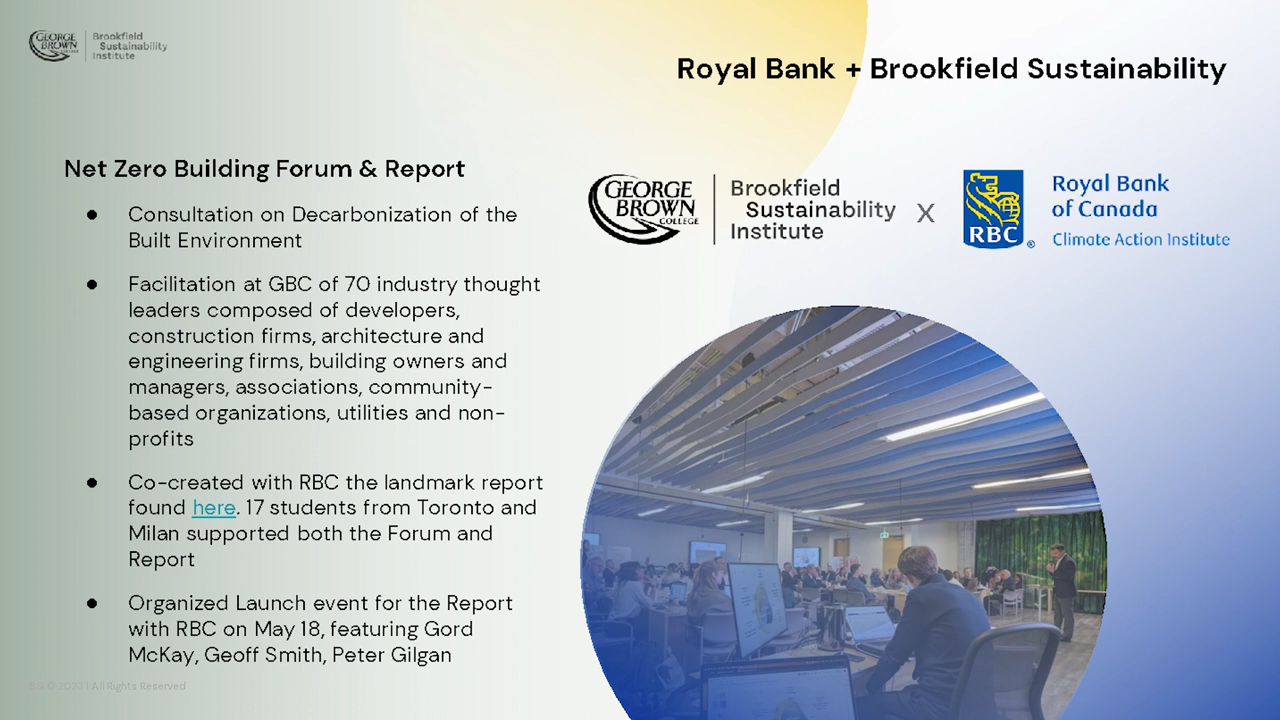 GEORGE BROWN COLLEGE
Brookfield
Sustainability
Institute
Royal Bank + Brookfield Sustainability
Net Zero Building Forum & Report
● Consultation on Decarbonization of the
Built Environment
● Facilitation at GBC of 70 industry thought
leaders composed of developers,
construction firms, architecture and
engineering firms, building owners and
managers, associations, community-
based organizations, utilities and non-
profits
● Co-created with RBC the landmark report
found here. 17 students from Toronto and
Milan supported both the Forum and
Report
● Organized Launch event for the Report
with RBC on May 18, featuring Gord
McKay, Geoff Smith, Peter Gilgan
GEORGE
BROWN
COLLEGE
Brookfield
Sustainability
Institute
X
RBC®
Royal Bank
of Canada
Climate Action Institute
© 2023 | All Rights Reserved